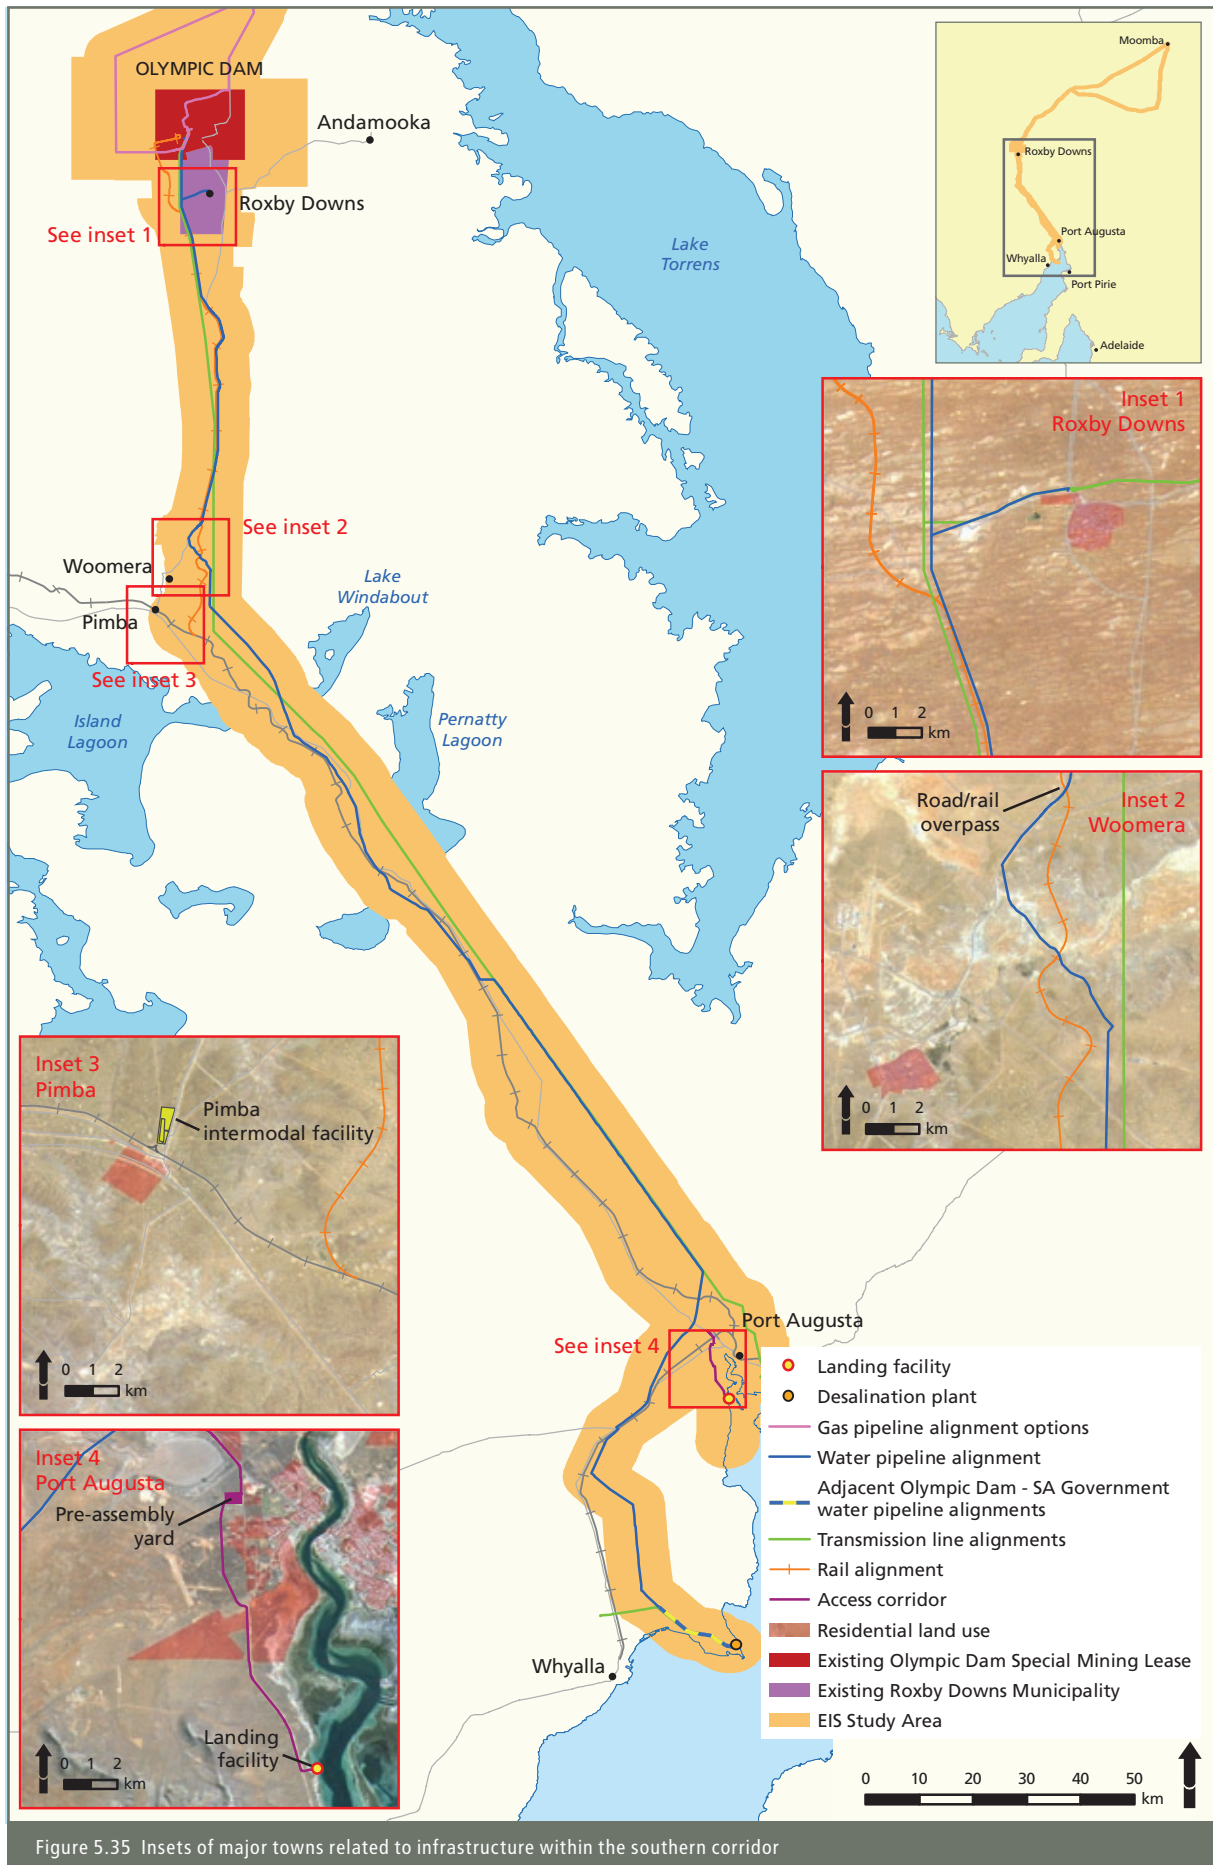 OLYMPIC DAM
Andamooka
Roxby Downs
See inset 1
Lake
Torrens
Moomba
Roxby Downs
Port Augusta
Whyalla
Port Pirie
Adelaide
Inset 1
Roxby Downs
0 1 2
km
See inset 2
Woomera
Pimba
See inset 3
Lake
Windabout
Island
Lagoon
Pernatty
Lagoon
Road/rail
overpass
Inset 2
Woomera
0 1 2
km
Inset 3
Pimba
Pimba
intermodal facility
0 1 2
km
Port Augusta
See inset 4
Whyalla
Inset 4
Port Augusta
Pre-assembly
yard
Landing
facility
0 1 2
km
Landing facility
Desalination plant
Gas pipeline alignment options
Water pipeline alignment
Adjacent Olympic Dam - SA Government
water pipeline alignments
Transmission line alignments
Rail alignment
Access corridor
Residential land use
Existing Olympic Dam Special Mining Lease
Existing Roxby Downs Municipality
EIS Study Area
0 10 20 30 40 50
km
Figure 5.35 Insets of major towns related to infrastructure within the southern corridor